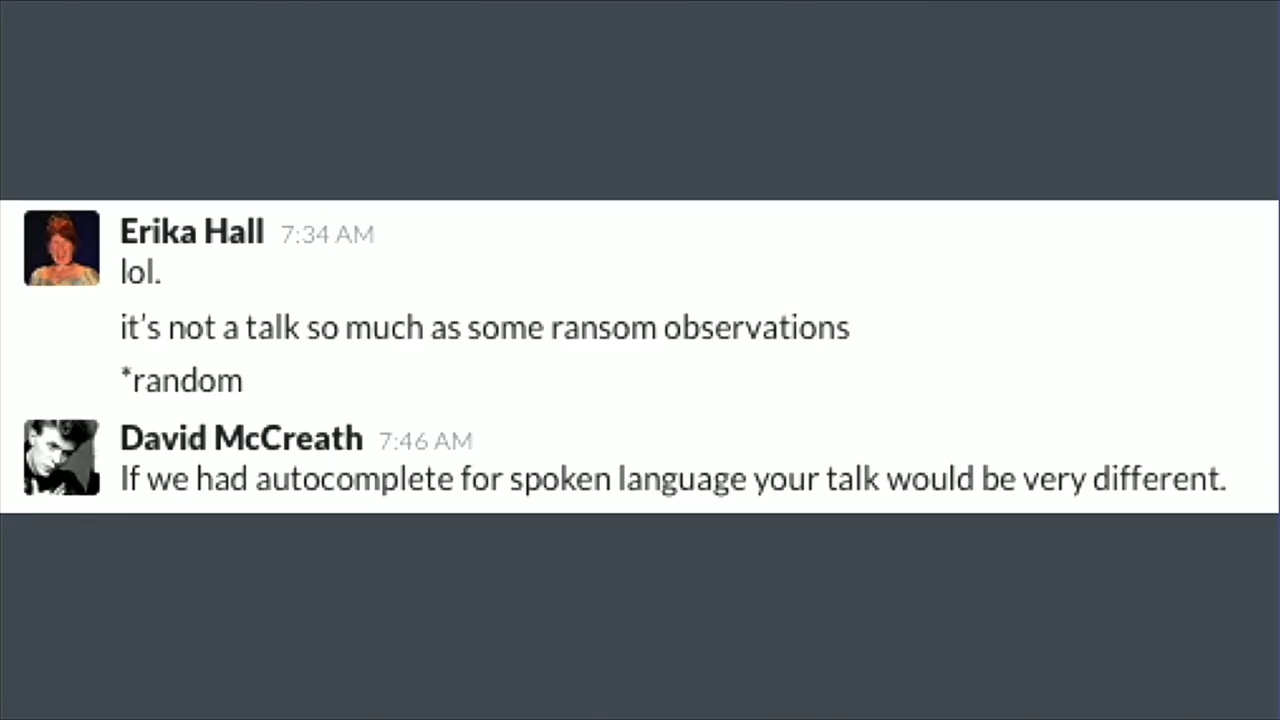 Erika Hall 7:34 AM
lol.
it's not a talk so much as some ransom observations
*random
David McCreath 7:46 AM
If we had autocomplete for spoken language your talk would be very different.